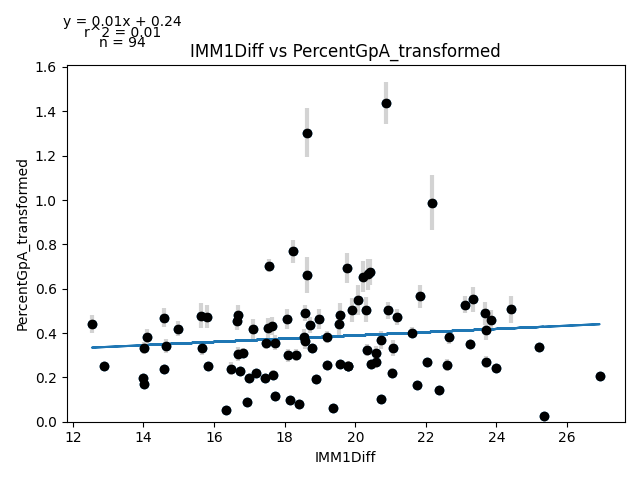 y = 0.01x + 0.24
r^2 = 0.01
n = 94
IMM1Diff vs PercentGpA_transformed
1.6
1.4
1.2
1.0
0.8
0.6
0.4
0.2
0.0
PercentGpA_transformed
12 14 16 18 20 22 24 26
IMM1Diff